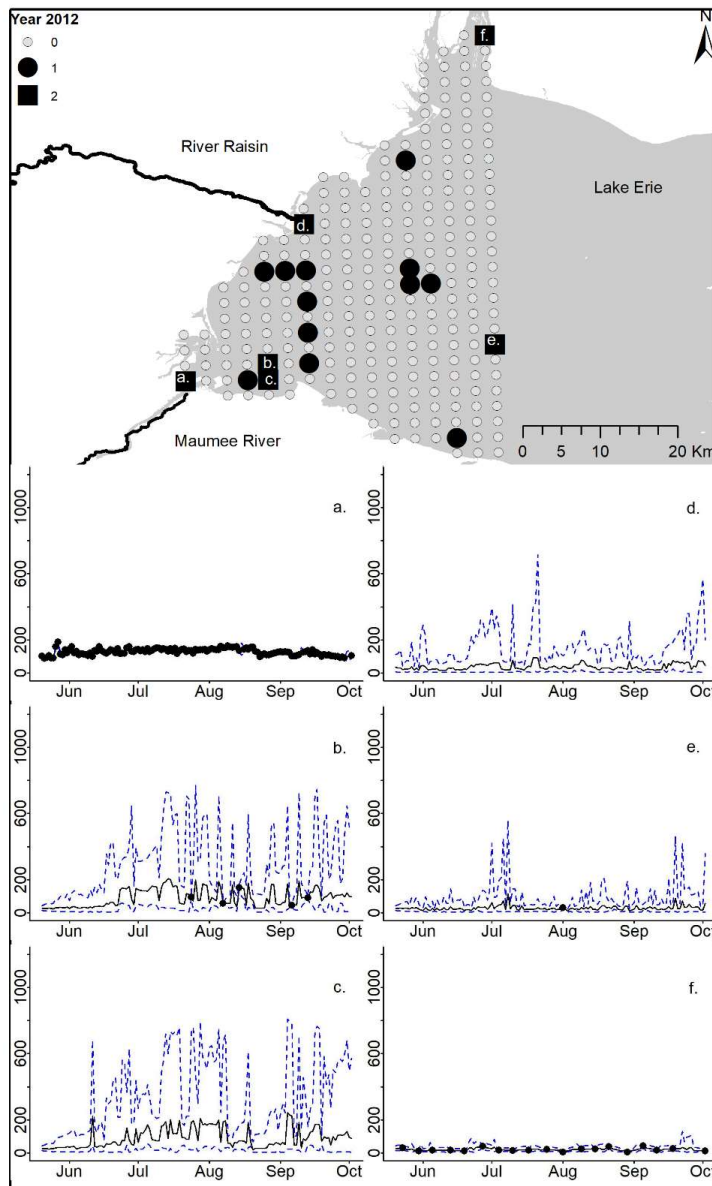 Year 2012
0
1
2
N
River Raisin
Lake Erie
Maumee River
a.
b.
c.
d.
e.
f.
0 5 10 20 Km
a.
0 200 600 1000
Jun Jul Aug Sep Oct
d.
0 200 600 1000
Jun Jul Aug Sep Oct
b.
0 200 600 1000
Jun Jul Aug Sep Oct
e.
0 200 600 1000
Jun Jul Aug Sep Oct
c.
0 200 600 1000
Jun Jul Aug Sep Oct
f.
0 200 600 1000
Jun Jul Aug Sep Oct